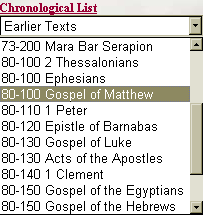 Chronological List
Earlier Texts
73-200 Mara Bar Serapion
80-100 2 Thessalonians
80-100 Ephesians
80-100 Gospel of Matthew
80-110 1 Peter
80-120 Epistle of Barnabas
80-130 Gospel of Luke
80-130 Acts of the Apostles
80-140 1 Clement
80-150 Gospel of the Egyptians
80-150 Gospel of the Hebrews